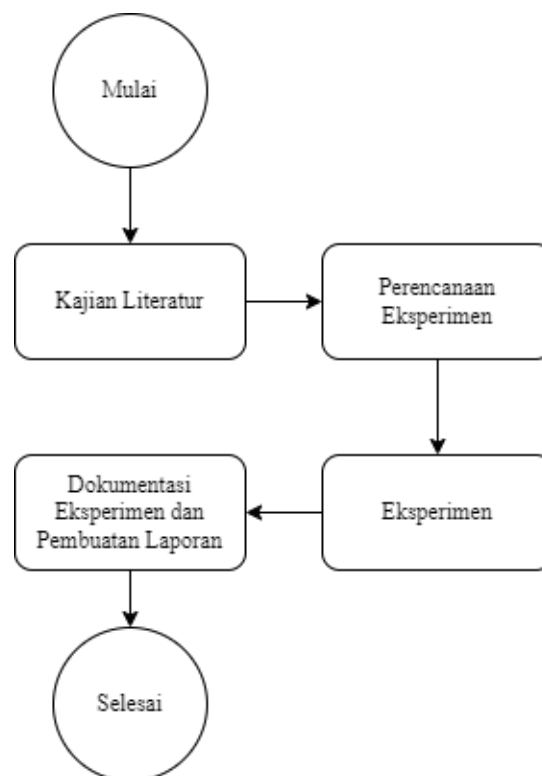 Mulai
Kajian Literatur
Perencanaan
Eksperimen
Eksperimen
Dokumentasi
Eksperimen dan
Pembuatan Laporan
Selesai